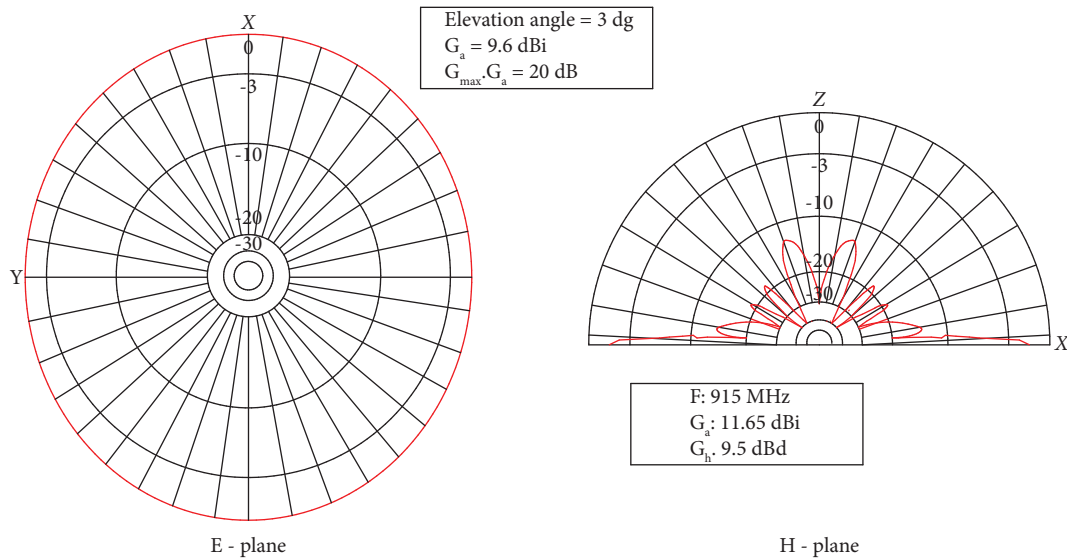 X
0
-3
-10
-20
-30
Y
E - plane
Elevation angle = 3 dg
Gₐ = 9.6 dBi
Gₘₐₓ.Gₐ = 20 dB
Z
0
-3
-10
-20
-30
X
F: 915 MHz
Gₐ: 11.65 dBi
Gₕ. 9.5 dBd
H - plane